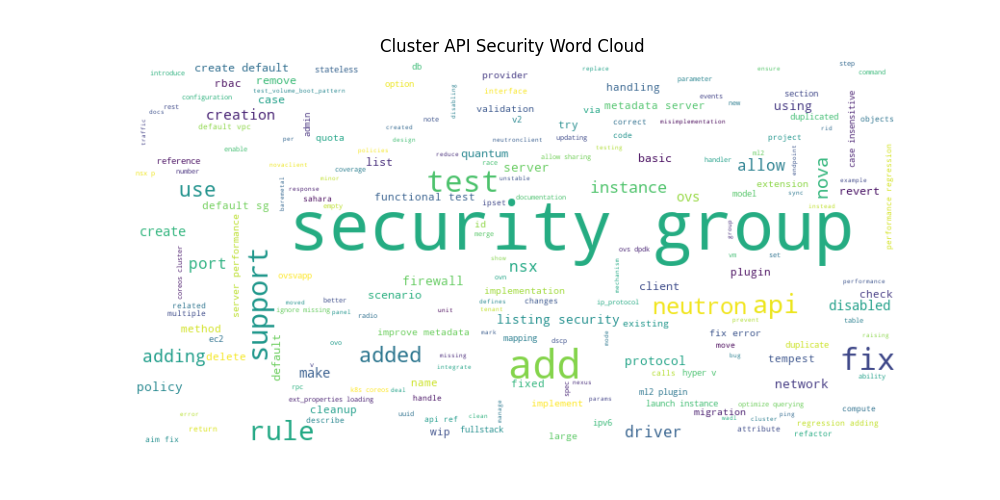 Cluster API Security Word Cloud
introduce
create default
stateless
db
provider
replace
ensure
step
command
rbac
remove
test_volume_boot_pattern
option
interface
handling
parameter
configuration
case
disabling
events
new
section
docs
rest
creation
admin
quota
note
validation
via
metadata server
using
duplicated
case insensitive
objects
traffic
default vpc
per
created
design
v2
try
correct
misimplementation
rid
enable
neutronclient
updating
code
project
coverage
policies
reduce
quantum
race
allow sharing
testing
handler
ml2
endpoint
performance regression
reference
number
novaclient
list
server
basic
allow
nova
example
minor
test
unstable
instance
extension
sync
revert
use
baremetal
response
sahara
functional test
ipset
documentation
ovs
model
instead
default sg
empty
security group
create
server performance
id
merge
group
coreos cluster
support
show
ovs dpdk
vm
set
port
ovsvapp
nsx
own
mechanism
plugin
performance
related
multiple
moved
better
firewall
implementation
client
check
ignore missing
panel
radio
scenario
defines
changes
ip_protocol
neutron
api
disabled
tenant
method
ec2
unit
listing security
existing
prevent
table
default
improve metadata
mark
mapping
dscp
mode
fix error
raising
adding
delete
ovo
added
missing
add
move
duplicate
fix
bug
protocol
tempest
ability
v
make
integrate
calls
hyper v
policy
rpc
k8s coreos
deal
name
fixed
spec
nexus
network
ext_properties loading
handle
params
ml2 plugin
cleanup
uuid
clean
manage
implement
launch instance
optimize querying
error
describe
api ref
migration
wadl
cluster
ping
compute
return
rule
wip
fullstack
ipv6
driver
attribute
regression adding
aim fix
large
refactor